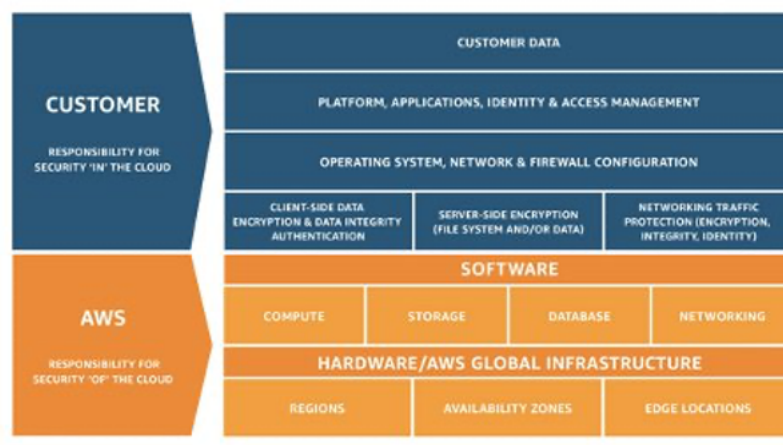 CUSTOMER
RESPONSIBILITY FOR
SECURITY 'IN' THE CLOUD
CUSTOMER DATA
PLATFORM, APPLICATIONS, IDENTITY & ACCESS MANAGEMENT
OPERATING SYSTEM, NETWORK & FIREWALL CONFIGURATION
CLIENT-SIDE DATA
ENCRYPTION & DATA INTEGRITY
AUTHENTICATION
SERVER-SIDE ENCRYPTION
(FILE SYSTEM AND/OR DATA)
NETWORKING TRAFFIC
PROTECTION (ENCRYPTION,
INTEGRITY, IDENTITY)
AWS
RESPONSIBILITY FOR
SECURITY 'OF' THE CLOUD
SOFTWARE
COMPUTE
STORAGE
DATABASE
NETWORKING
HARDWARE/AWS GLOBAL INFRASTRUCTURE
REGIONS
AVAILABILITY ZONES
EDGE LOCATIONS